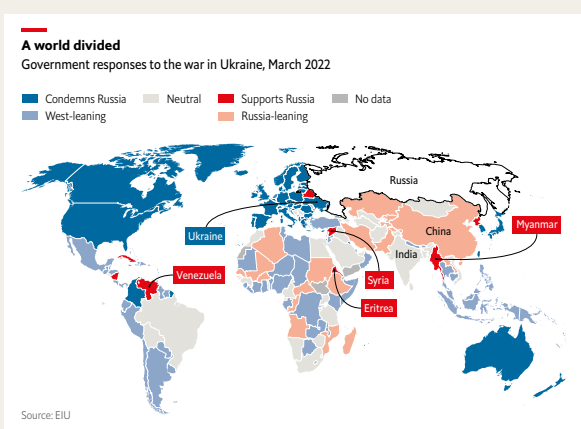 A world divided
Government responses to the war in Ukraine, March 2022
Condemns Russia
Neutral
Supports Russia
No data
West-leaning
Russia-leaning
Russia
Ukraine
China
Myanmar
India
Venezuela
Syria
Eritrea
Source: EIU